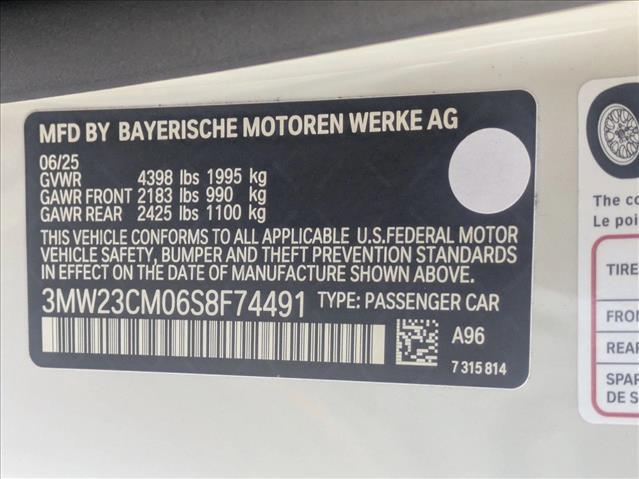 MFD BY BAYERISCHE MOTOREN WERKE AG
06/25
GVWR 4398 lbs 1995 kg
GAWR FRONT 2183 lbs 990 kg
GAWR REAR 2425 lbs 1100 kg
THIS VEHICLE CONFORMS TO ALL APPLICABLE U.S.FEDERAL MOTOR
VEHICLE SAFETY, BUMPER AND THEFT PREVENTION STANDARDS
IN EFFECT ON THE DATE OF MANUFACTURE SHOWN ABOVE.
3MW23CM06S8F74491 TYPE: PASSENGER CAR
A96
7 315 814
The co
Le poi
TIRE
FRON
REAR
SPAR
DE S